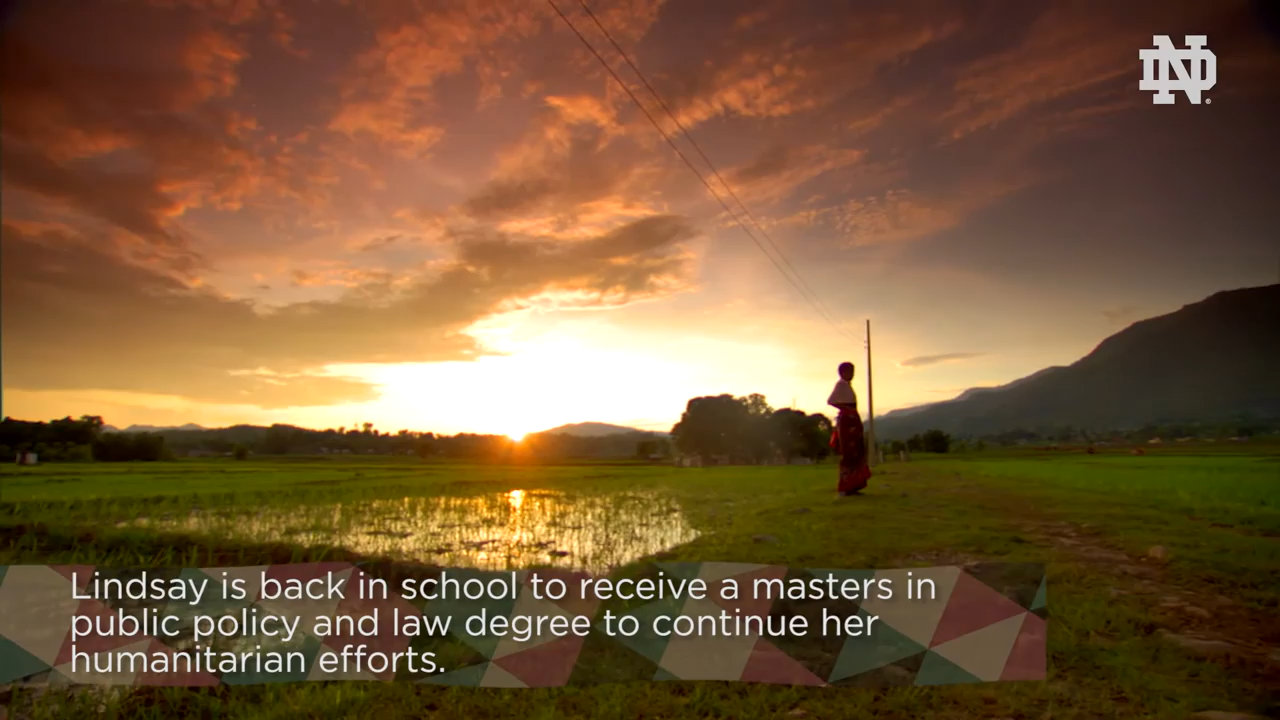 ND
Lindsay is back in school to receive a masters in
public policy and law degree to continue her
humanitarian efforts.